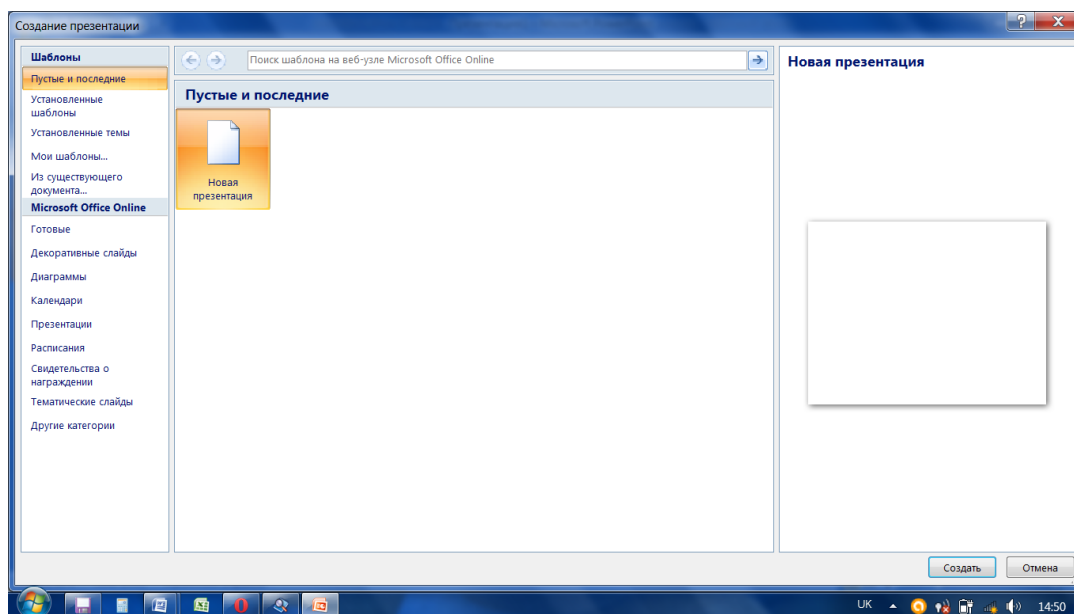 Создание презентации
Шаблоны
Пустые и последние
Установленные
шаблоны
Установленные темы
Мои шаблоны...
Из существующего
документа...
Microsoft Office Online
Готовые
Декоративные слайды
Диаграммы
Календари
Презентации
Расписания
Свидетельства о
награждении
Тематические слайды
Другие категории
Поиск шаблона на веб-узле Microsoft Office Online
Пустые и последние
Новая
презентация
Новая презентация
Создать
Отмена
UK
14:50